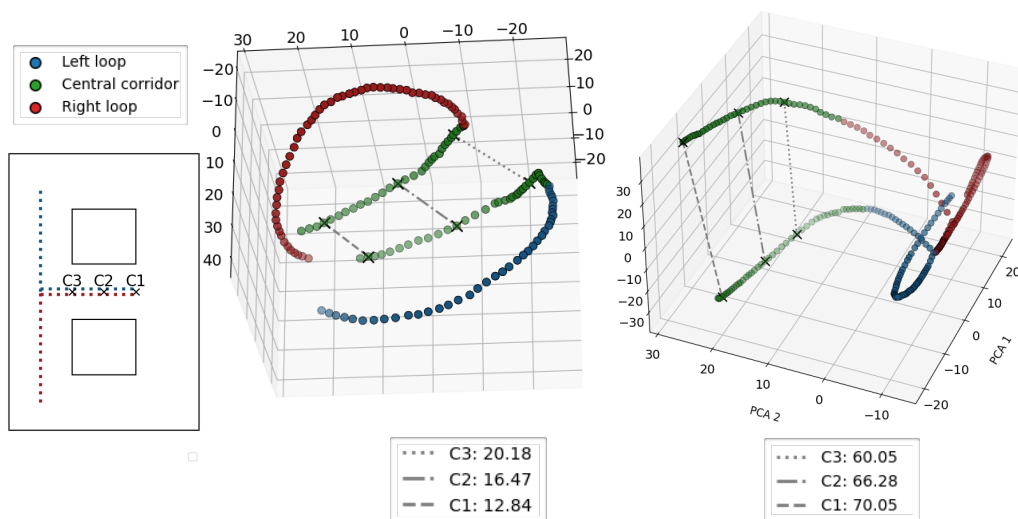 Left loop
Central corridor
Right loop
C3 C2 C1
30 20 10 0 −10 −20
−20
−10
0
10
20
30
40
20
10
0
−10
−20
C3: 20.18
C2: 16.47
C1: 12.84
30
20
10
0
−10
−20
−30
30
20
10
0
−10
PCA 2
20
10
0
−10
−20
PCA 1
C3: 60.05
C2: 66.28
C1: 70.05